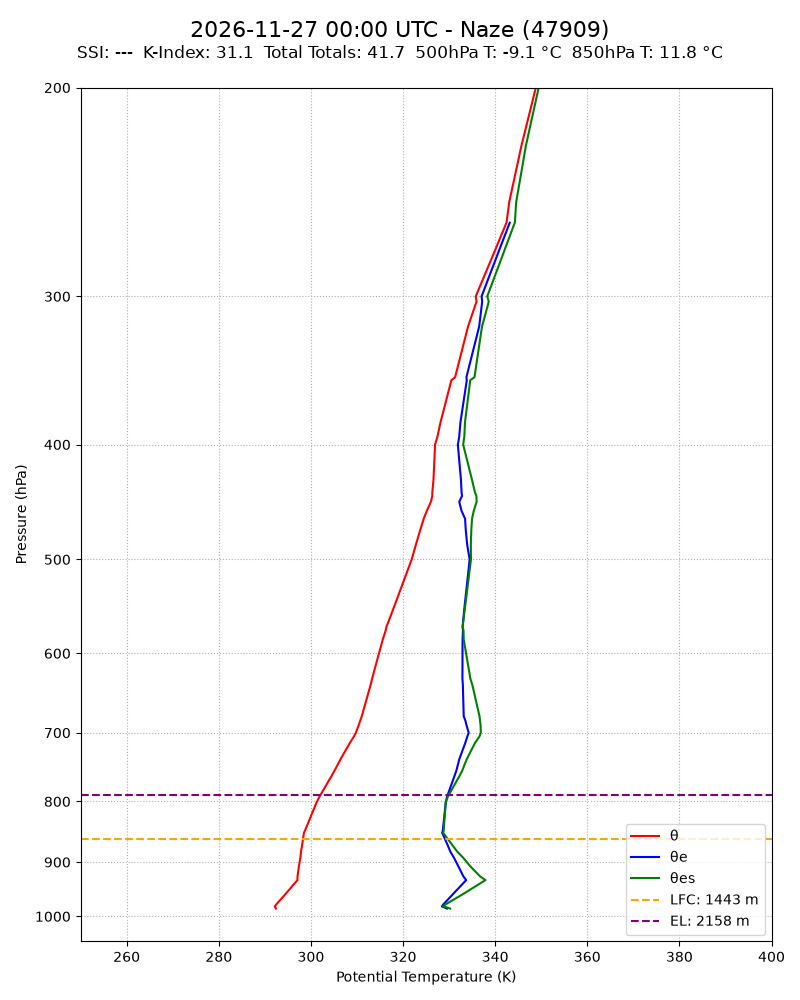 2026-11-27 00:00 UTC - Naze (47909)
SSI: --- K-Index: 31.1 Total Totals: 41.7 500hPa T: -9.1 °C 850hPa T: 11.8 °C
200
300
400
500
600
700
800
900
1000
Pressure (hPa)
θ
θe
θes
LFC: 1443 m
EL: 2158 m
260 280 300 320 340 360 380 400
Potential Temperature (K)